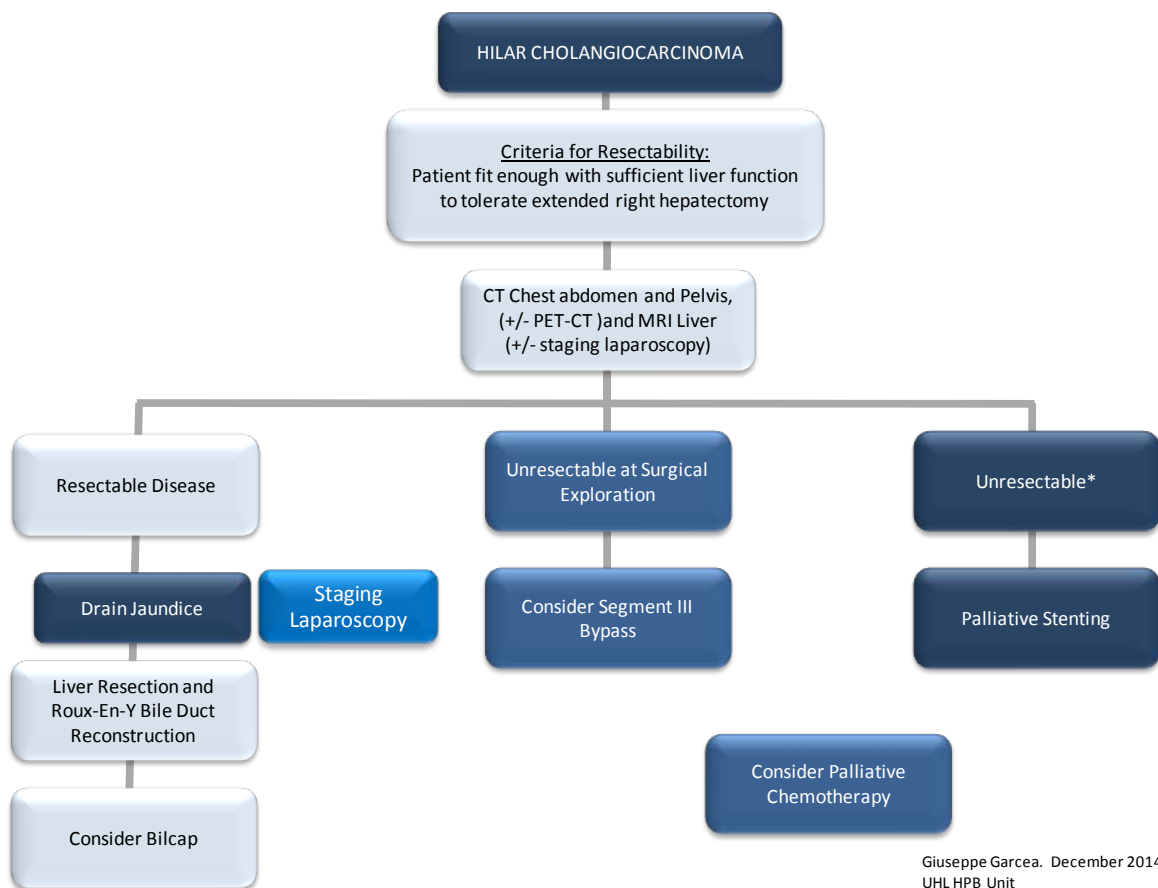 HILAR CHOLANGIOCARCINOMA
Criteria for Resectability:
Patient fit enough with sufficient liver function
to tolerate extended right hepatectomy
CT Chest abdomen and Pelvis,
(+/- PET-CT )and MRI Liver
(+/- staging laparoscopy)
Resectable Disease
Unresectable at Surgical
Exploration
Unresectable*
Drain Jaundice
Staging
Laparoscopy
Consider Segment III
Bypass
Palliative Stenting
Liver Resection and
Roux-En-Y Bile Duct
Reconstruction
Consider Palliative
Chemotherapy
Consider Bilcap
Giuseppe Garcea. December 2014
UHL HPB Unit